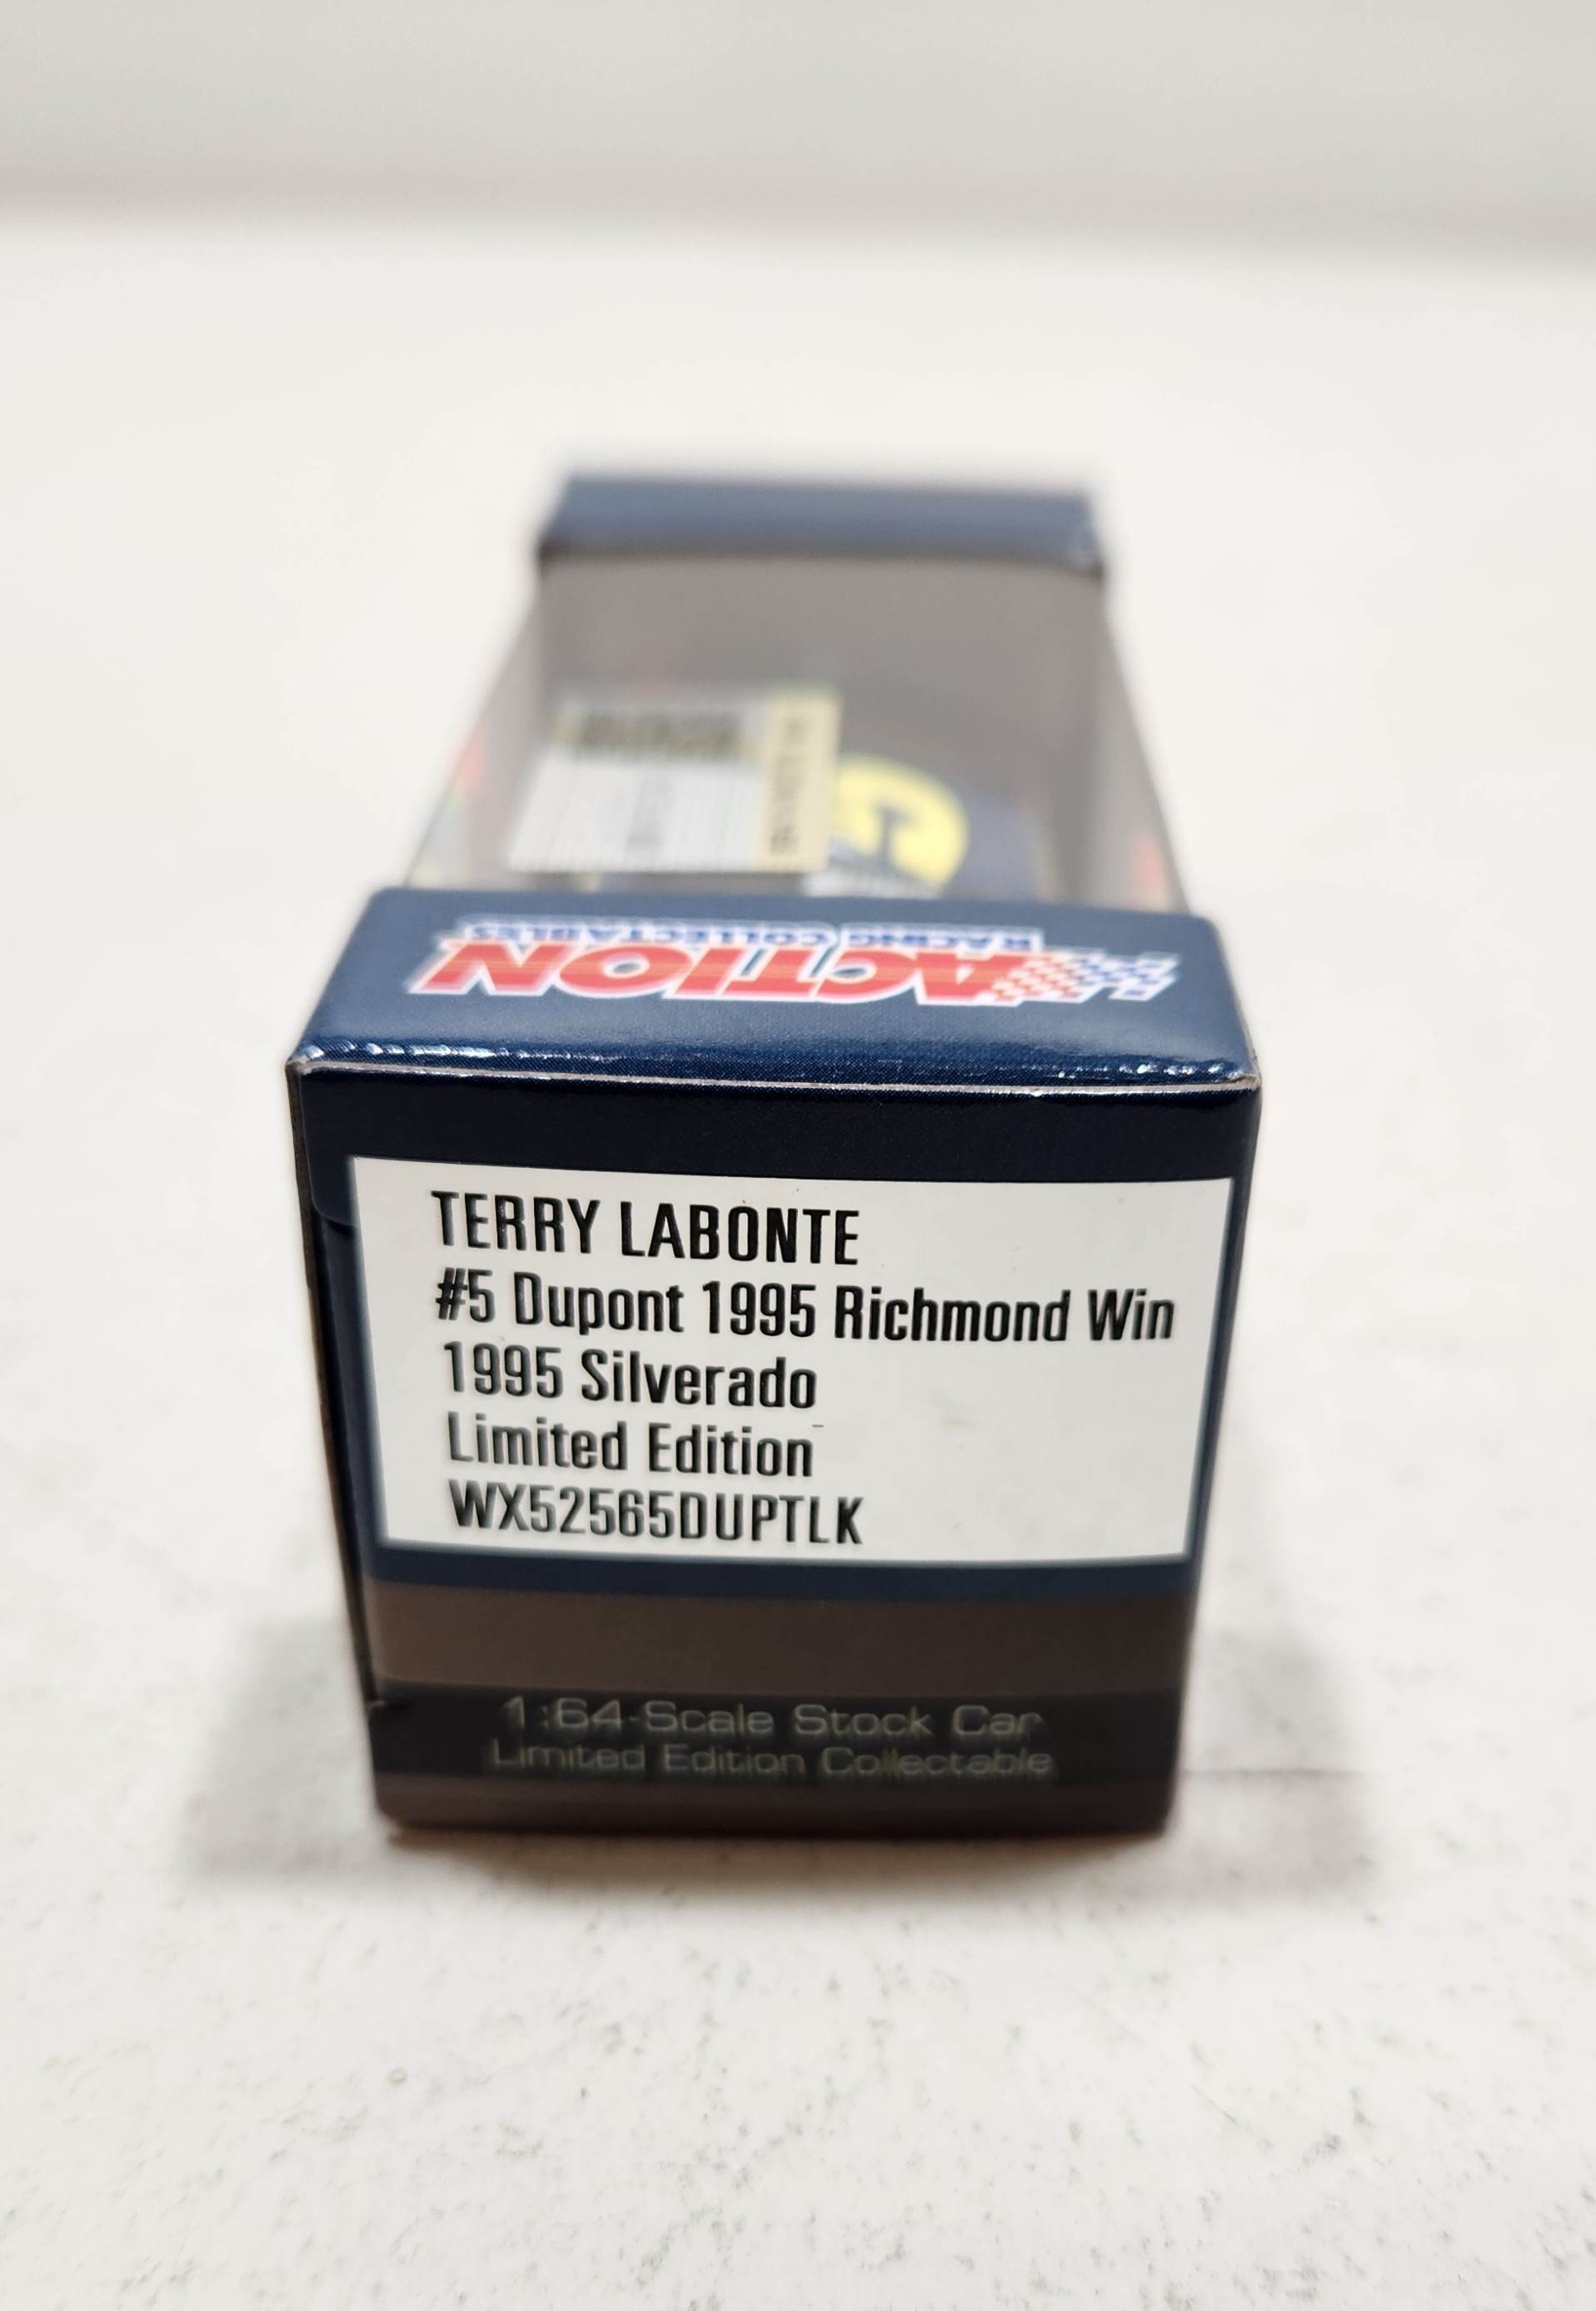 RACING COLLECTABLES
ACTION
TERRY LABONTE
#5 Dupont 1995 Richmond Win
1995 Silverado
Limited Edition
WX52565DUPTLK
1:64-Scale Stock Car
Limited Edition Collectable